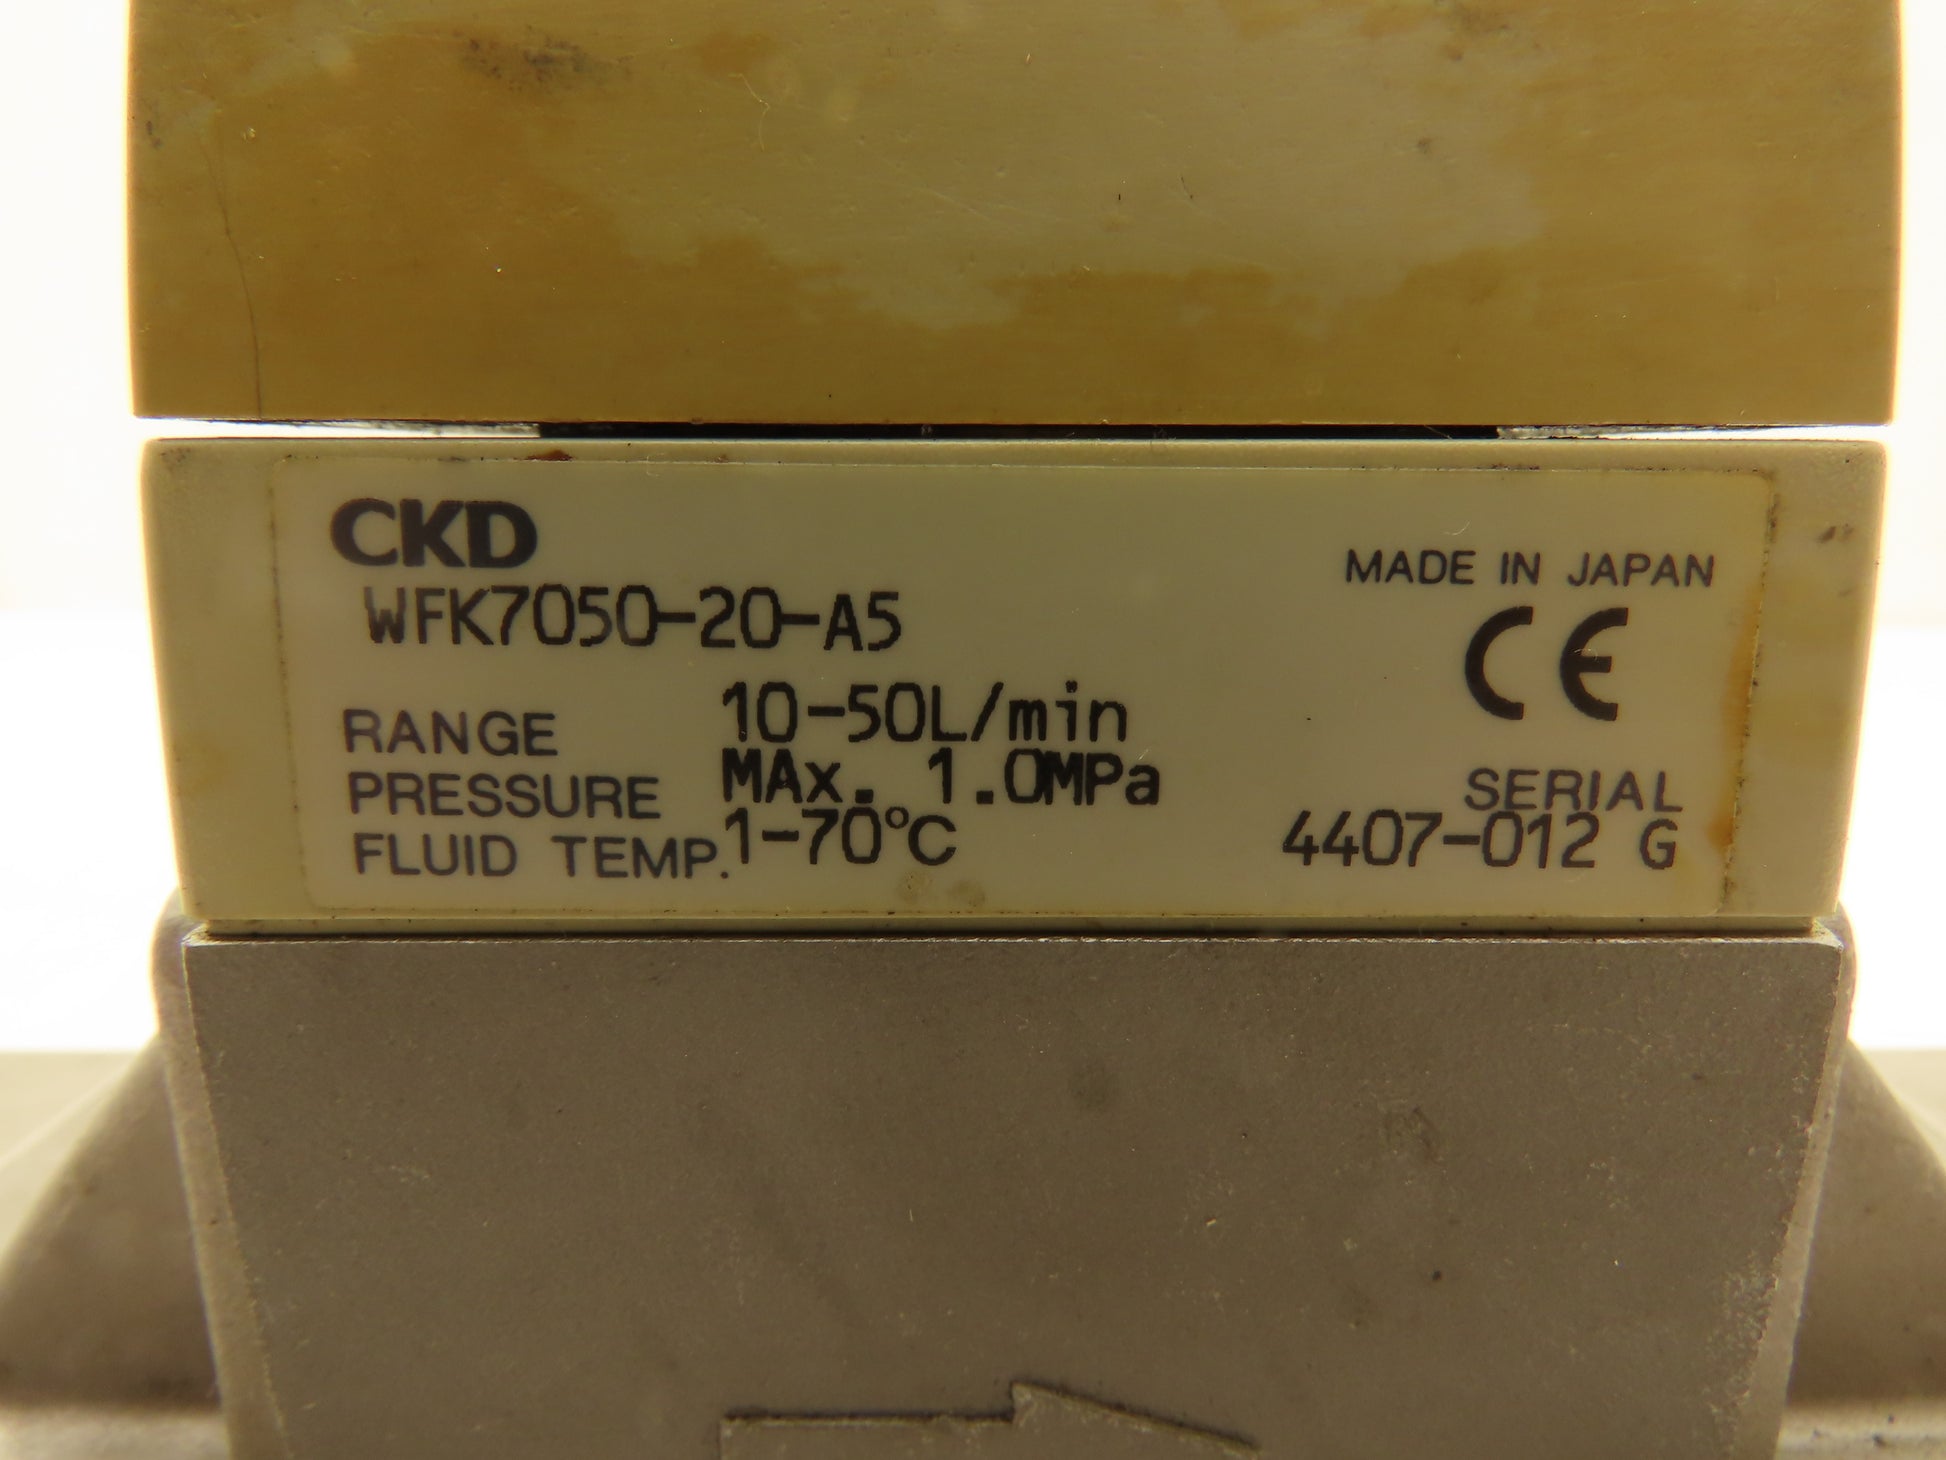 CKD
WFK7050-20-A5
MADE IN JAPAN
CE
RANGE 10-50L/min
PRESSURE MAx. 1.0MPa
FLUID TEMP. 1-70°C
SERIAL
4407-012 G